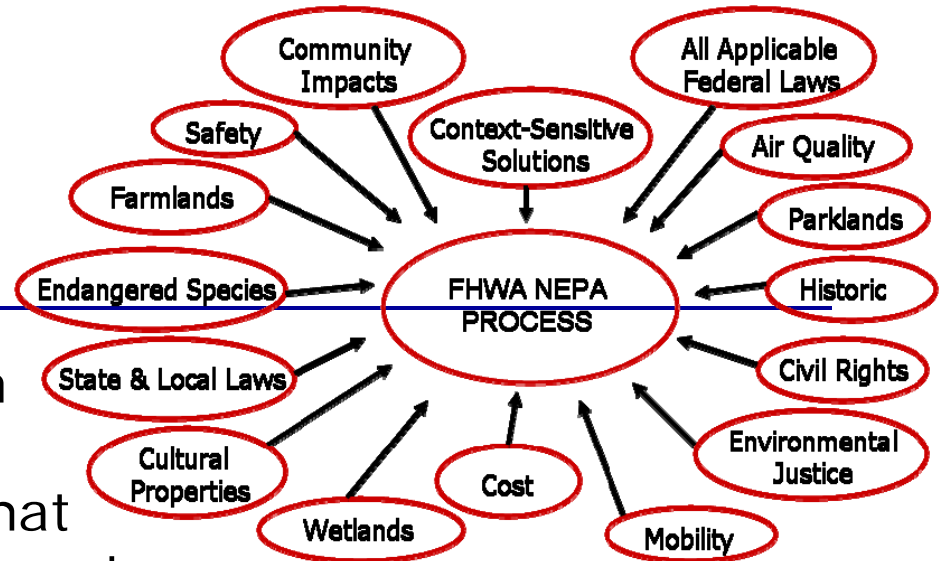 Community
Impacts
All Applicable
Federal Laws
Safety
Context-Sensitive
Solutions
Air Quality
Farmlands
Parklands
Endangered Species
FHWA NEPA
PROCESS
Historic
State & Local Laws
Civil Rights
Cultural
Properties
Environmental
Justice
Cost
Wetlands
Mobility